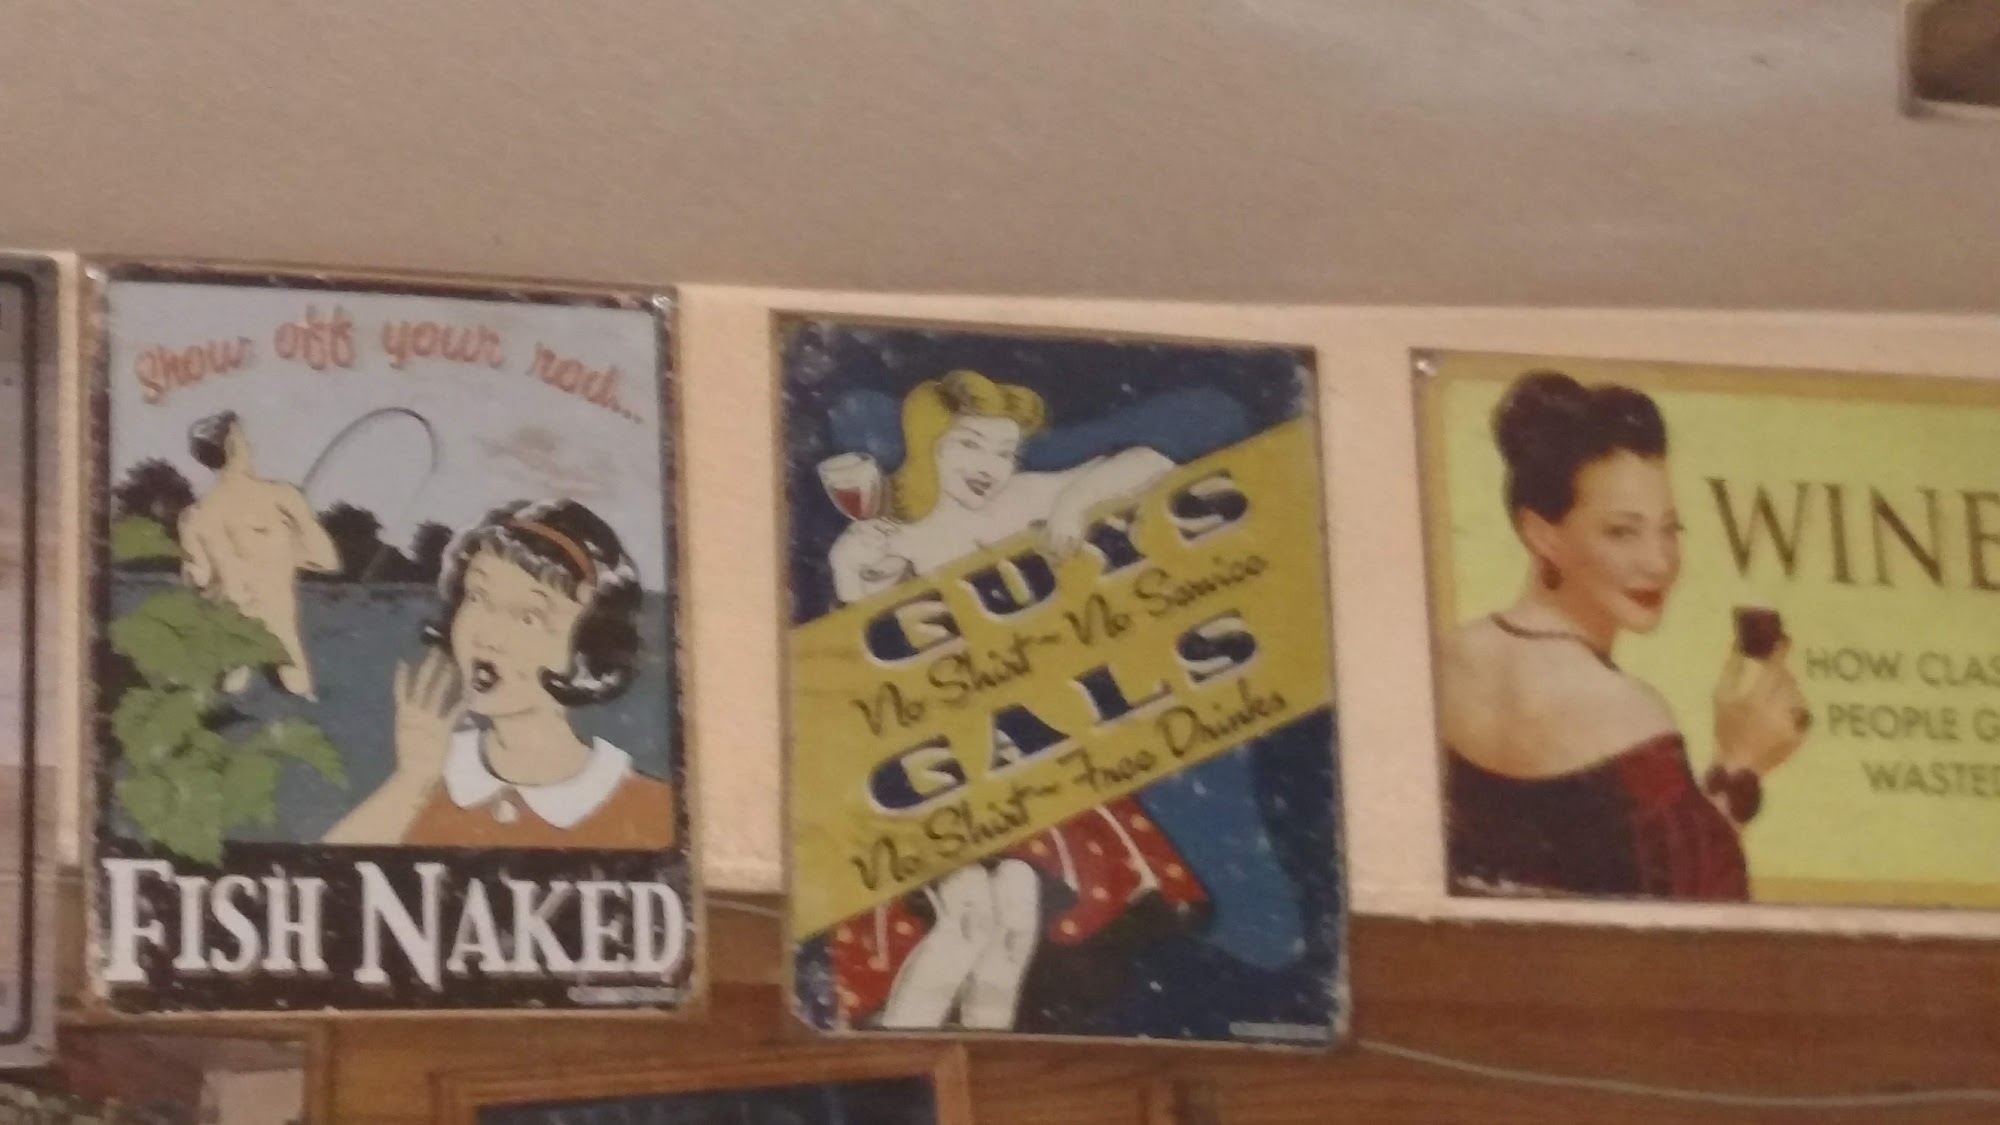 Show off your rod...
FISH NAKED
GUYS
No Shirt~No Service
GALS
No Shirt~Free Drinks
WINE
HOW CLAS
PEOPLE G
WASTED